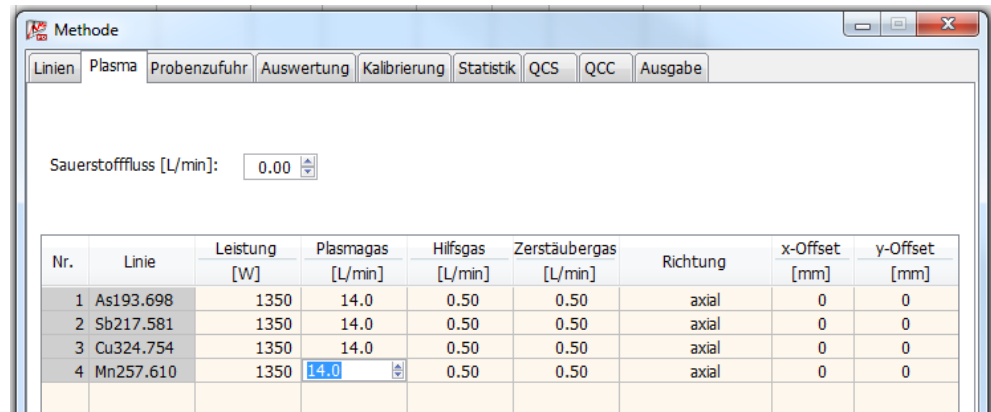 Methode
Linien Plasma Probenzufuhr Auswertung Kalibrierung Statistik QCS QCC Ausgabe
Sauerstofffluss [L/min]: 0.00
Nr. Linie Leistung [W] Plasmagas [L/min] Hilfsgas [L/min] Zerstäubergas [L/min] Richtung x-Offset [mm] y-Offset [mm]
1 As193.698 1350 14.0 0.50 0.50 axial 0 0
2 Sb217.581 1350 14.0 0.50 0.50 axial 0 0
3 Cu324.754 1350 14.0 0.50 0.50 axial 0 0
4 Mn257.610 1350 14.0 0.50 0.50 axial 0 0